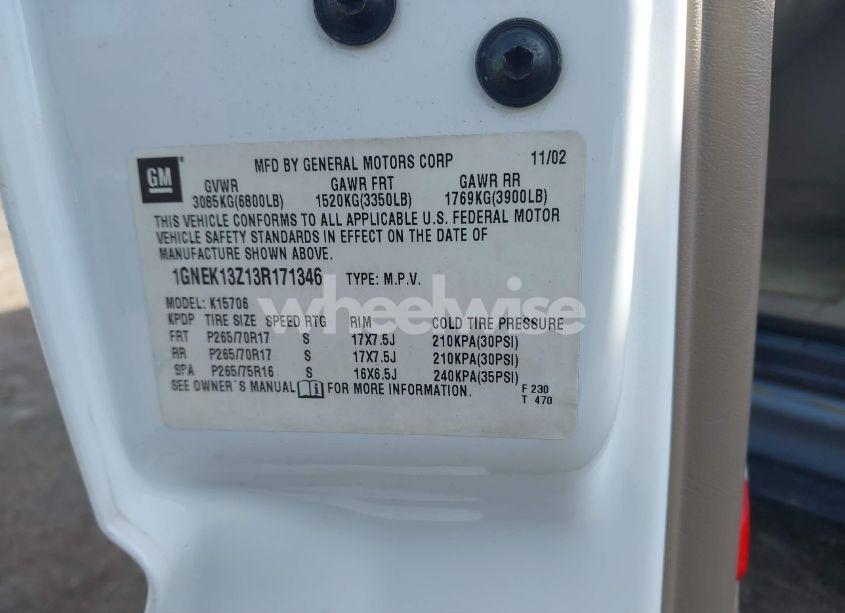 GM
MFD BY GENERAL MOTORS CORP 11/02
GVWR GAWR FRT GAWR RR
3085KG(6800LB) 1520KG(3350LB) 1769KG(3900LB)
THIS VEHICLE CONFORMS TO ALL APPLICABLE U.S. FEDERAL MOTOR
VEHICLE SAFETY STANDARDS IN EFFECT ON THE DATE OF
MANUFACTURE SHOWN ABOVE.
1GNEK13Z13R171346 TYPE: M.P.V.
MODEL: K15706
wheelwise
KPDP TIRE SIZE SPEED RTG RIM COLD TIRE PRESSURE
FRT P265/70R17 S 17X7.5J 210KPA(30PSI)
RR P265/70R17 S 17X7.5J 210KPA(30PSI)
SPA P265/75R16 S 16X6.5J 240KPA(35PSI)
SEE OWNER'S MANUAL FOR MORE INFORMATION.
F 230
T 470